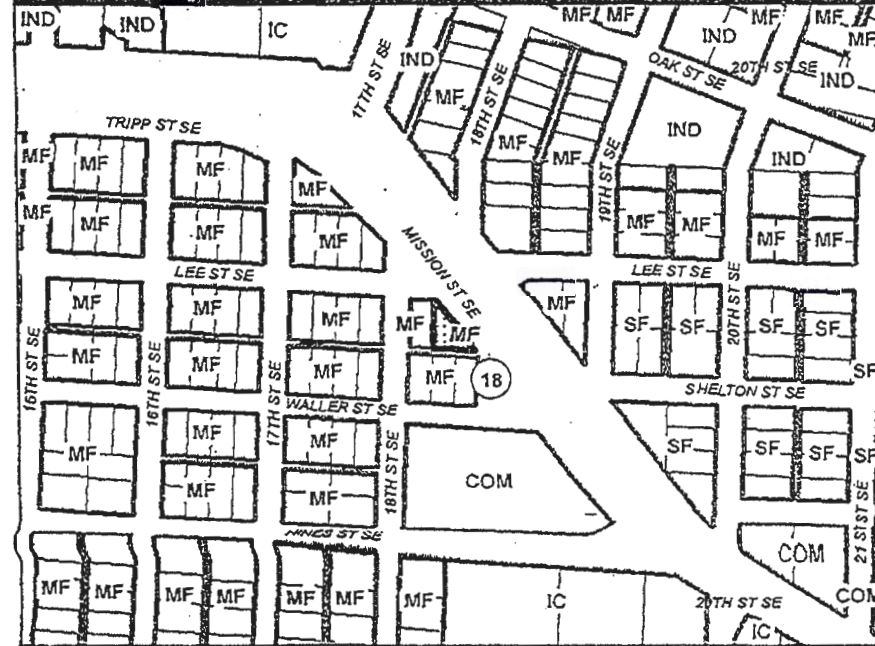 IND
IND
IC
17TH ST SE
IND
MF
18TH ST SE
MF
MF
MF
MF
IND
MF
MF
MF
OAK ST SE
20TH ST SE
IND
IND
IND
19TH ST SE
MF
MF
MF
MF
TRIPP ST SE
MF
MF
MF
MF
MF
MF
MF
MF
MISSION ST SE
LEE ST SE
LEE ST SE
MF
MF
MF
MF
MF
MF
SF
SF
20TH ST SE
SF
SF
16TH ST SE
MF
16TH ST SE
MF
17TH ST SE
MF
MF
18
SHELTON ST SE
SF
WALLER ST SE
MF
MF
MF
18TH ST SE
COM
SF
SF
SF
SF
MF
MF
21 ST ST SE
HINES ST SE
COM
COM
MF
MF
MF
MF
MF
MF
MF
IC
25TH ST SE
IC